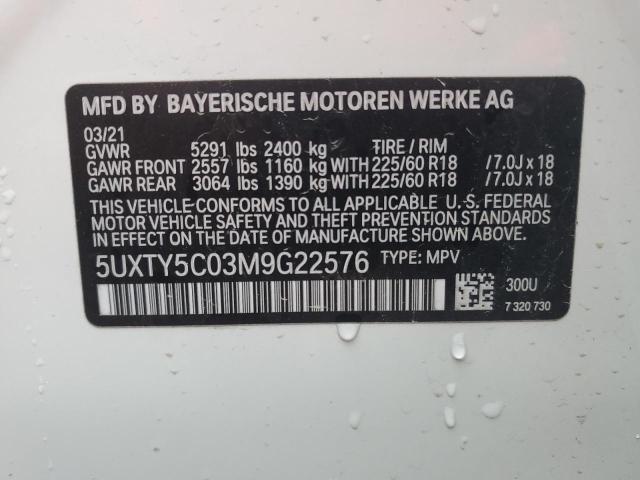 MFD BY BAYERISCHE MOTOREN WERKE AG
03/21
GVWR 5291 lbs 2400 kg TIRE / RIM
GAWR FRONT 2557 lbs 1160 kg WITH 225/60 R18 / 7.0J x 18
GAWR REAR 3064 lbs 1390 kg WITH 225/60 R18 / 7.0J x 18
THIS VEHICLE CONFORMS TO ALL APPLICABLE U.S. FEDERAL
MOTOR VEHICLE SAFETY AND THEFT PREVENTION STANDARDS
IN EFFECT ON THE DATE OF MANUFACTURE SHOWN ABOVE.
5UXTY5C03M9G22576 TYPE: MPV
300U
7 320 730